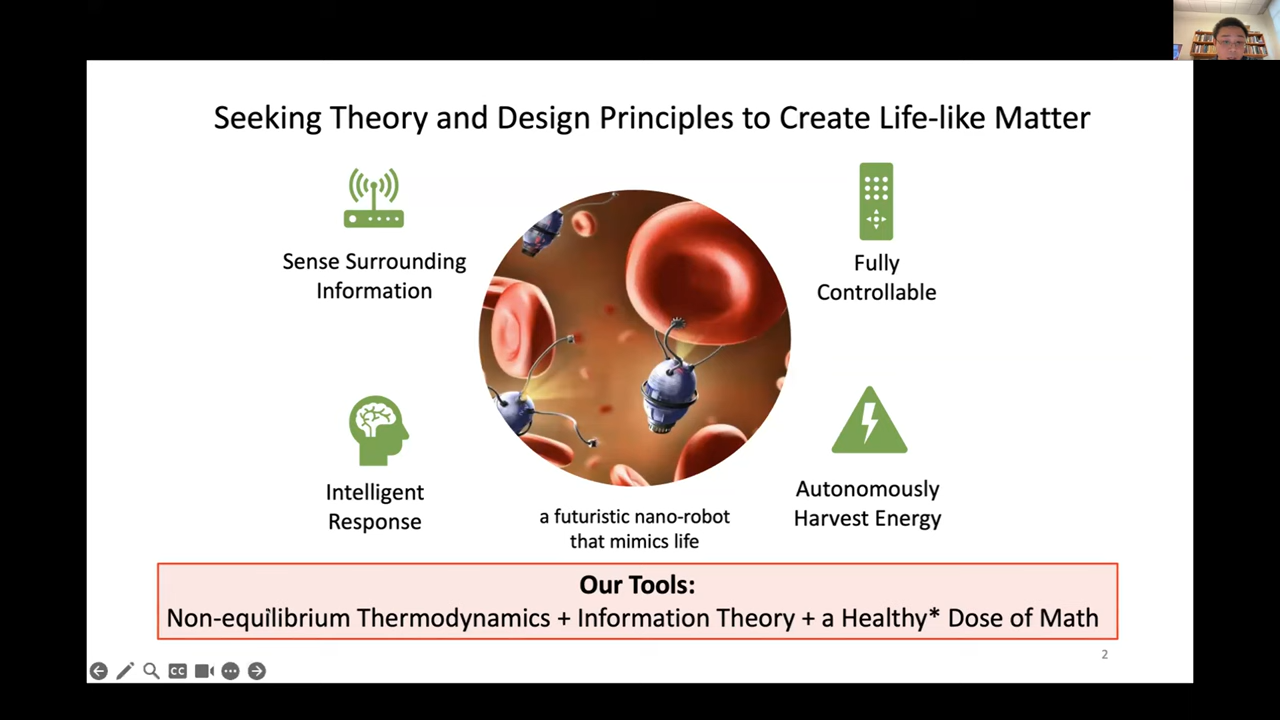 Seeking Theory and Design Principles to Create Life-like Matter
Sense Surrounding
Information
Fully
Controllable
Intelligent
Response
Autonomously
Harvest Energy
a futuristic nano-robot
that mimics life
Our Tools:
Non-equilibrium Thermodynamics + Information Theory + a Healthy* Dose of Math
2
CC